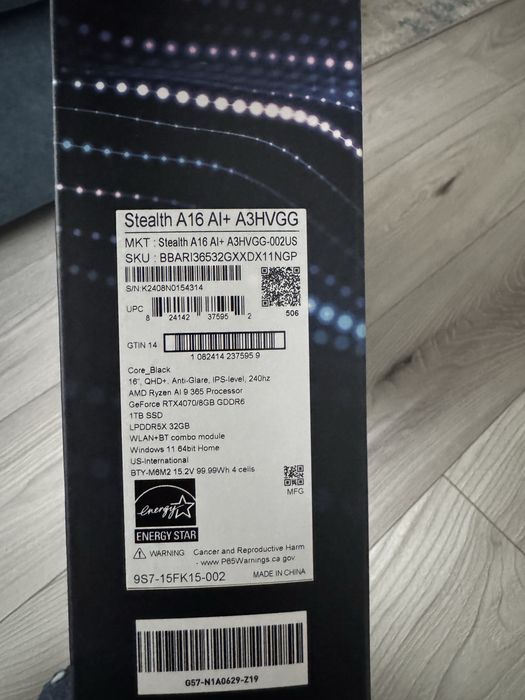 Stealth A16 AI+ A3HVGG
MKT : Stealth A16 AI+ A3HVGG-002US
SKU : BBARI36532GXXDX11NGP
S/N:K2408N0154314
UPC
8 24142 37595 2
506
GTIN 14
1 082414 237595 9
Core_Black
16", QHD+, Anti-Glare, IPS-level, 240hz
AMD Ryzen AI 9 365 Processor
GeForce RTX4070/8GB GDDR6
1TB SSD
LPDDR5X 32GB
WLAN+BT combo module
Windows 11 64bit Home
US-International
BTY-M6M2 15.2V 99.99Wh 4 cells
MFG
energy
ENERGY STAR
WARNING Cancer and Reproductive Harm
- www.P65Warnings.ca.gov
9S7-15FK15-002 MADE IN CHINA
G57-N1A0629-Z19